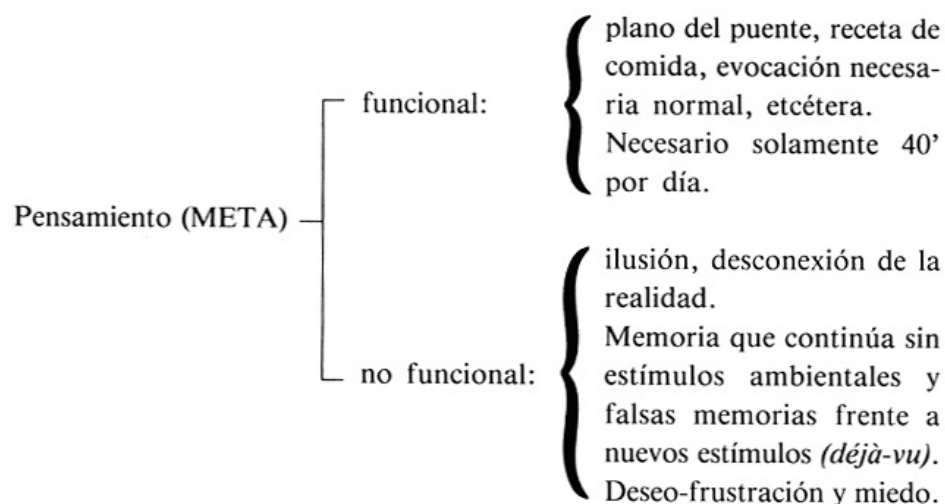 Pensamiento (META)
funcional:
plano del puente, receta de
comida, evocación necesa-
ria normal, etcétera.
Necesario solamente 40’
por día.
no funcional:
ilusión, desconexión de la
realidad.
Memoria que continúa sin
estímulos ambientales y
falsas memorias frente a
nuevos estímulos (déjà-vu).
Deseo-frustración y miedo.